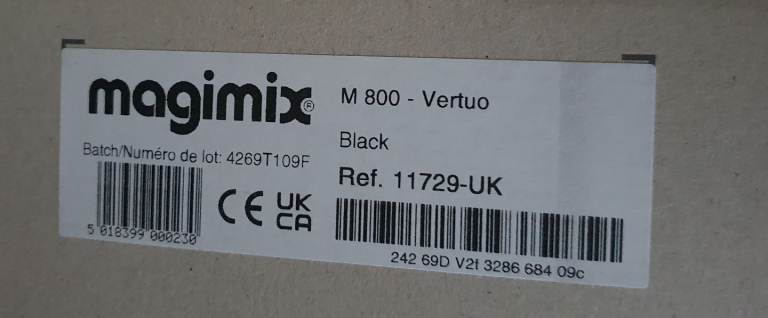 magimix®
M 800 - Vertuo
Black
Batch/Numéro de lot: 4269T109F
Ref. 11729-UK
CE UK CA
5 018399 000230
242 69D V2f 3286 684 09c